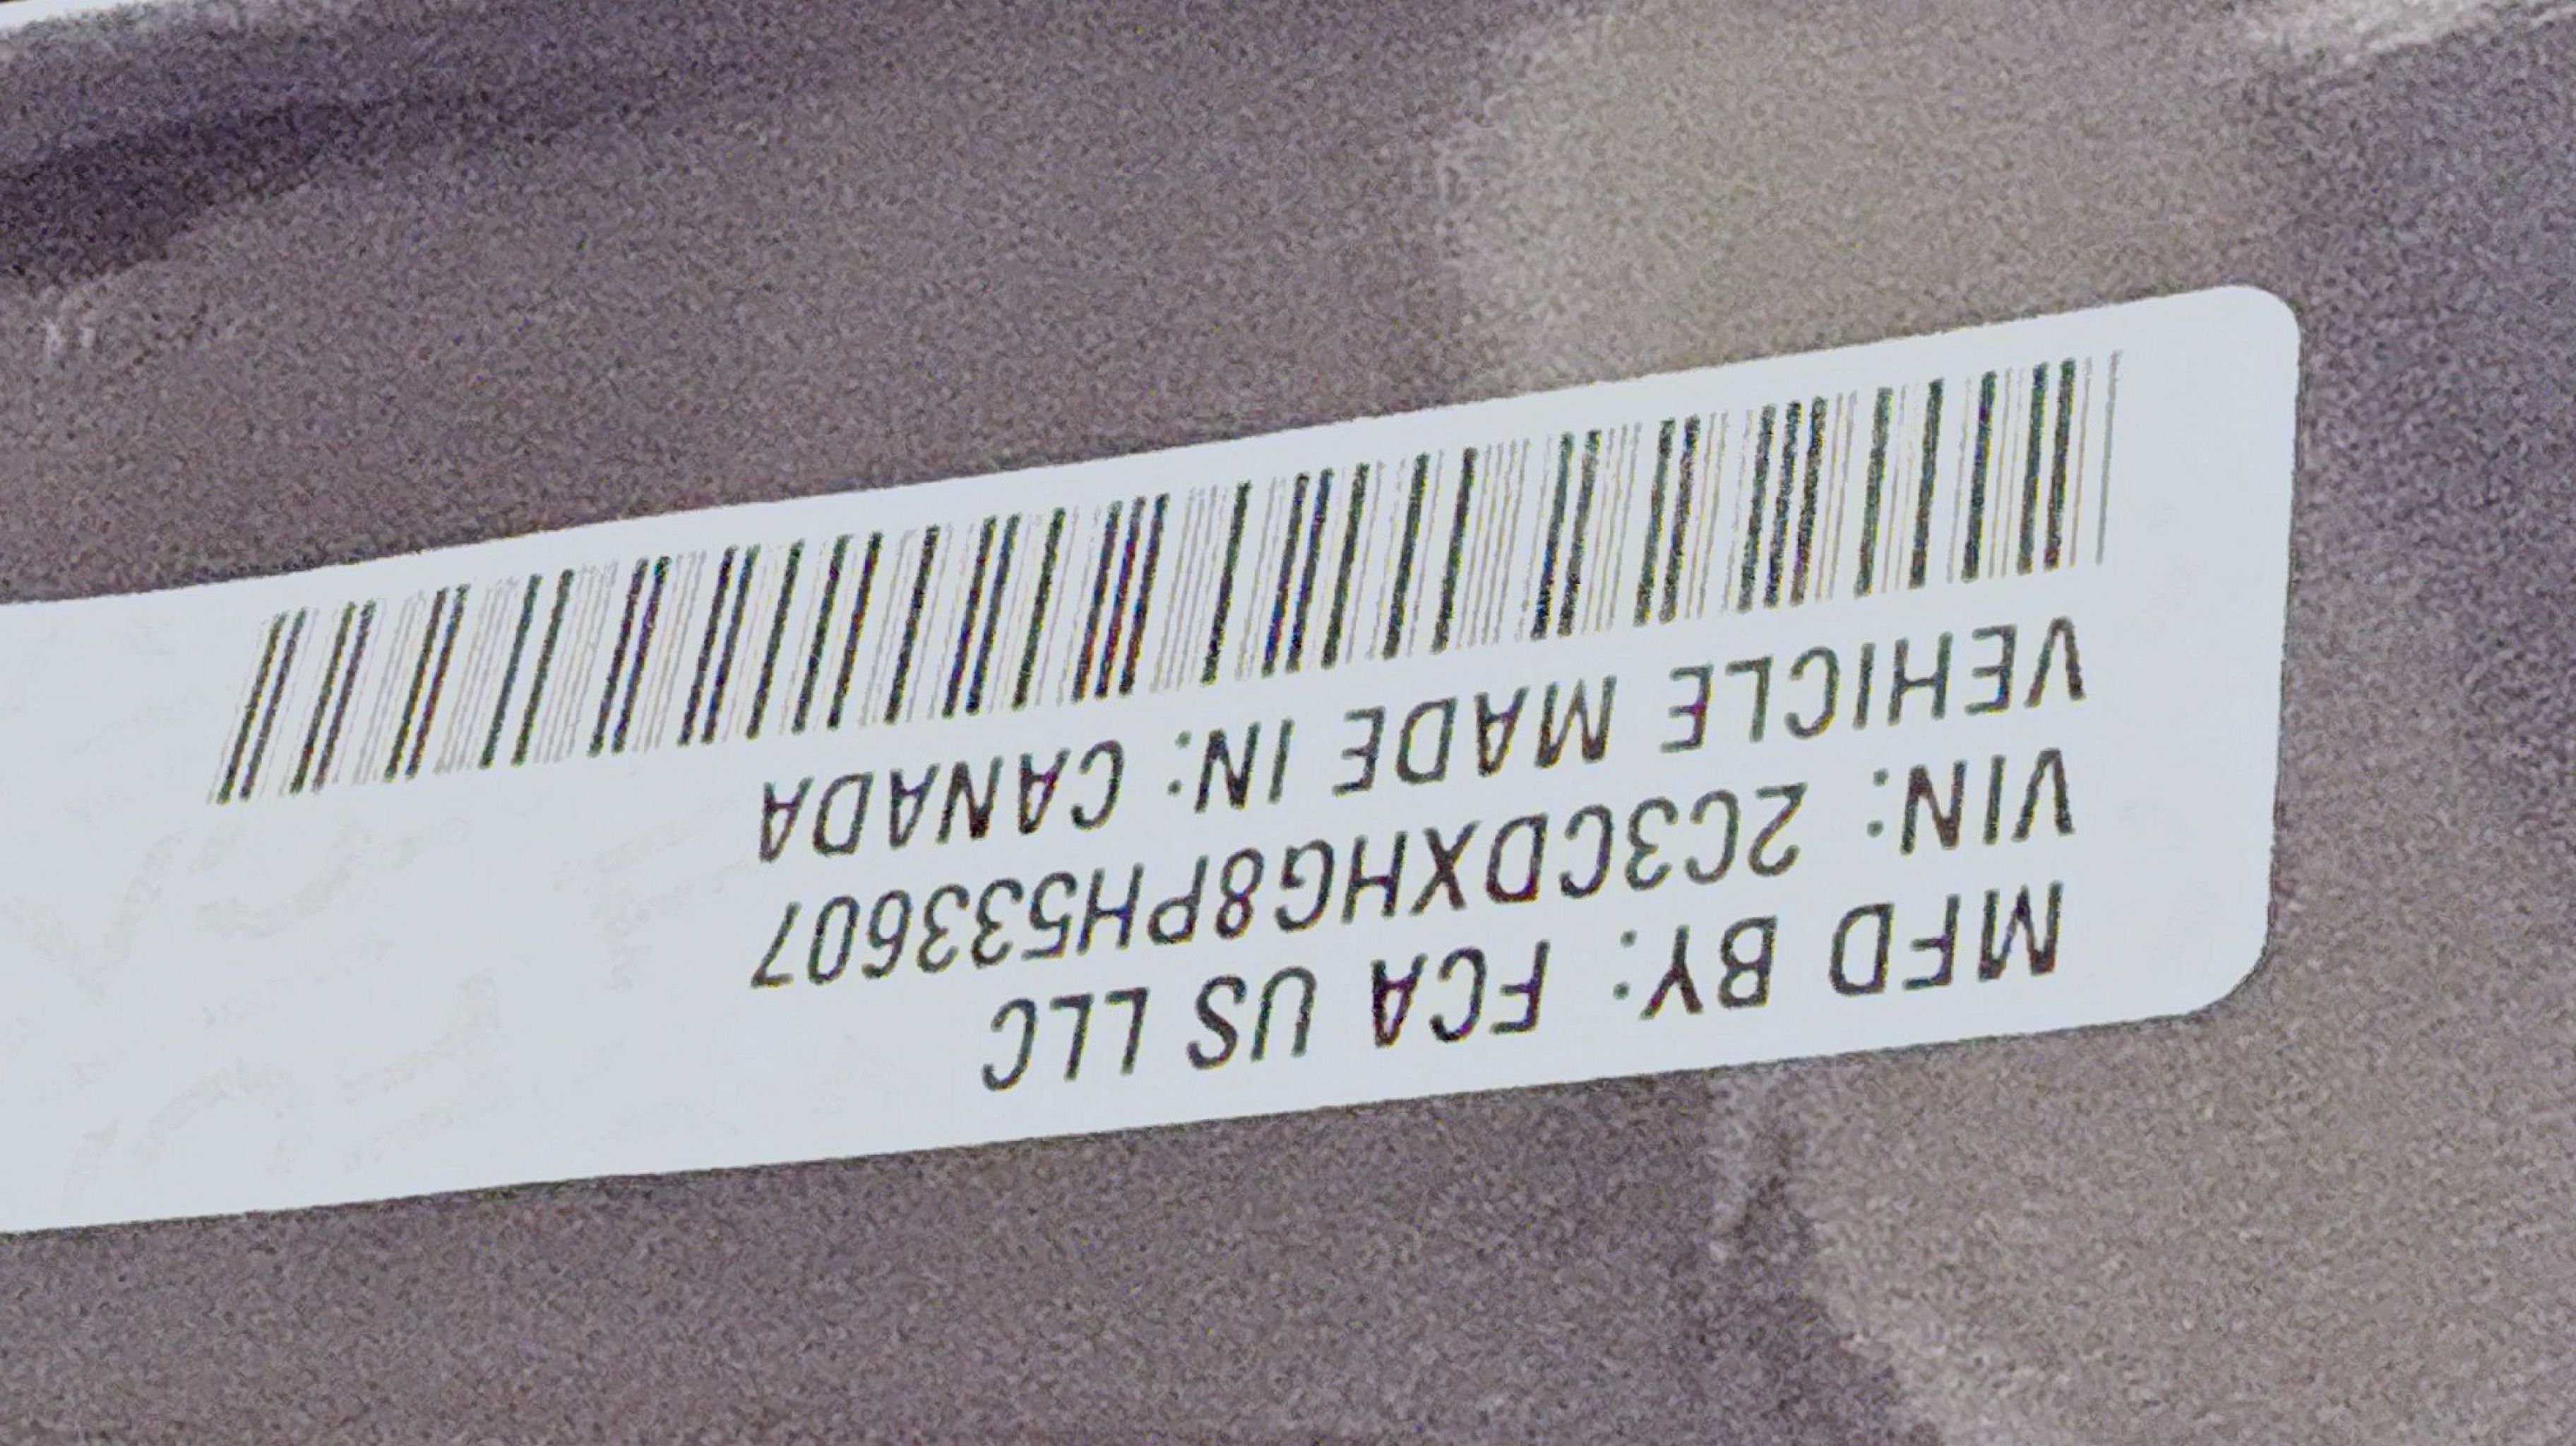 MFD BY: FCA US LLC
VIN: 2C3CDXHG8PH533607
VEHICLE MADE IN: CANADA